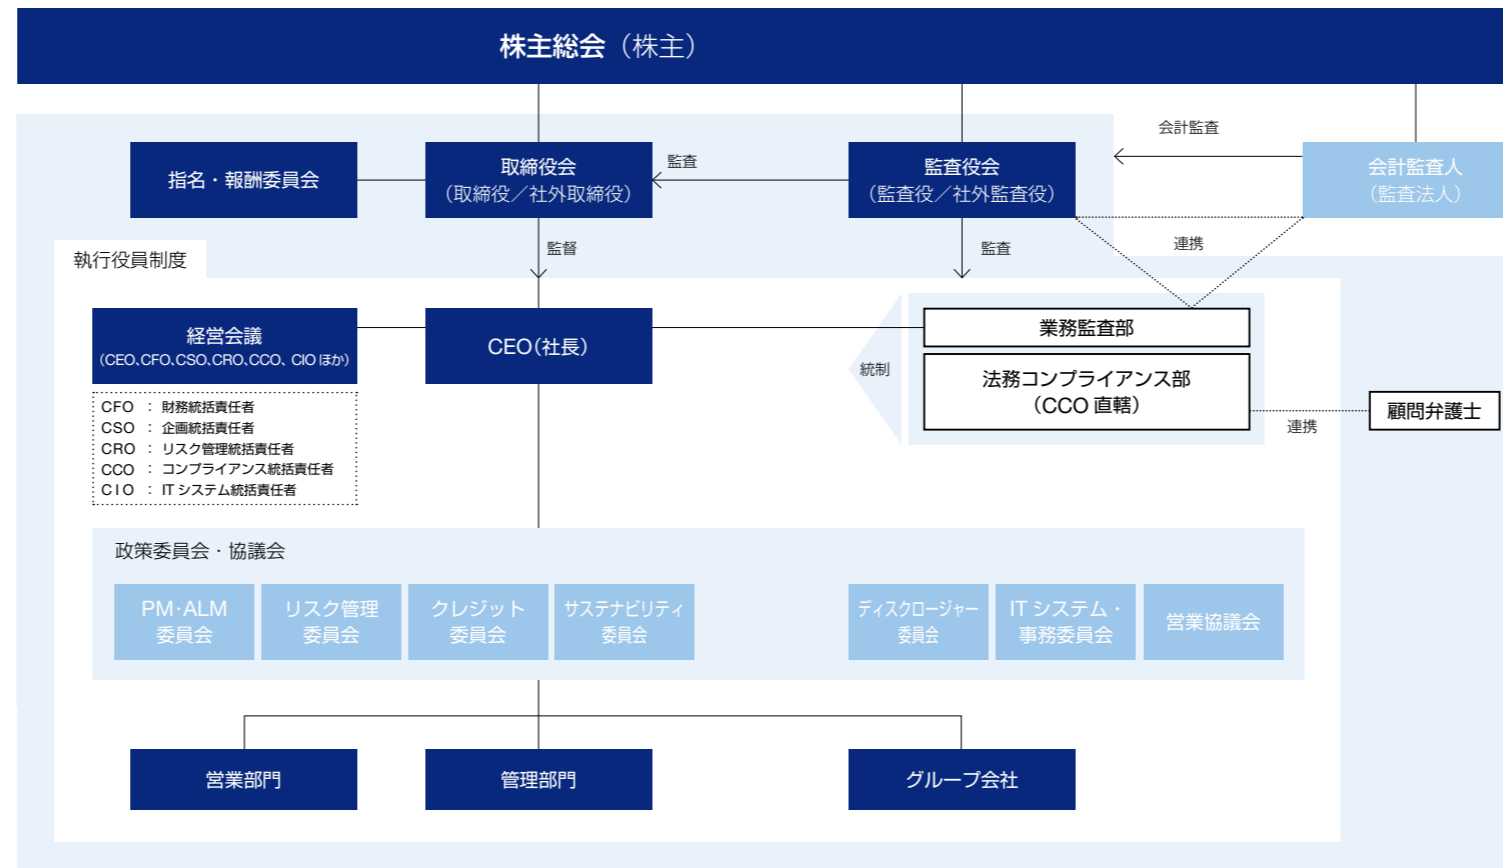 株主総会（株主）
会計監査
指名・報酬委員会
取締役会
（取締役／社外取締役）
監査
監査役会
（監査役／社外監査役）
会計監査人
（監査法人）
連携
執行役員制度
監督
監査
経営会議
（CEO、CFO、CSO、CRO、CCO、CIOほか）
CEO（社長）
統制
業務監査部
法務コンプライアンス部
（CCO 直轄）
連携
顧問弁護士
CFO ： 財務統括責任者
CSO ： 企画統括責任者
CRO ： リスク管理統括責任者
CCO ： コンプライアンス統括責任者
CIO ： ITシステム統括責任者
政策委員会・協議会
PM・ALM
委員会
リスク管理
委員会
クレジット
委員会
サステナビリティ
委員会
ディスクロージャー
委員会
ITシステム・
事務委員会
営業協議会
営業部門
管理部門
グループ会社